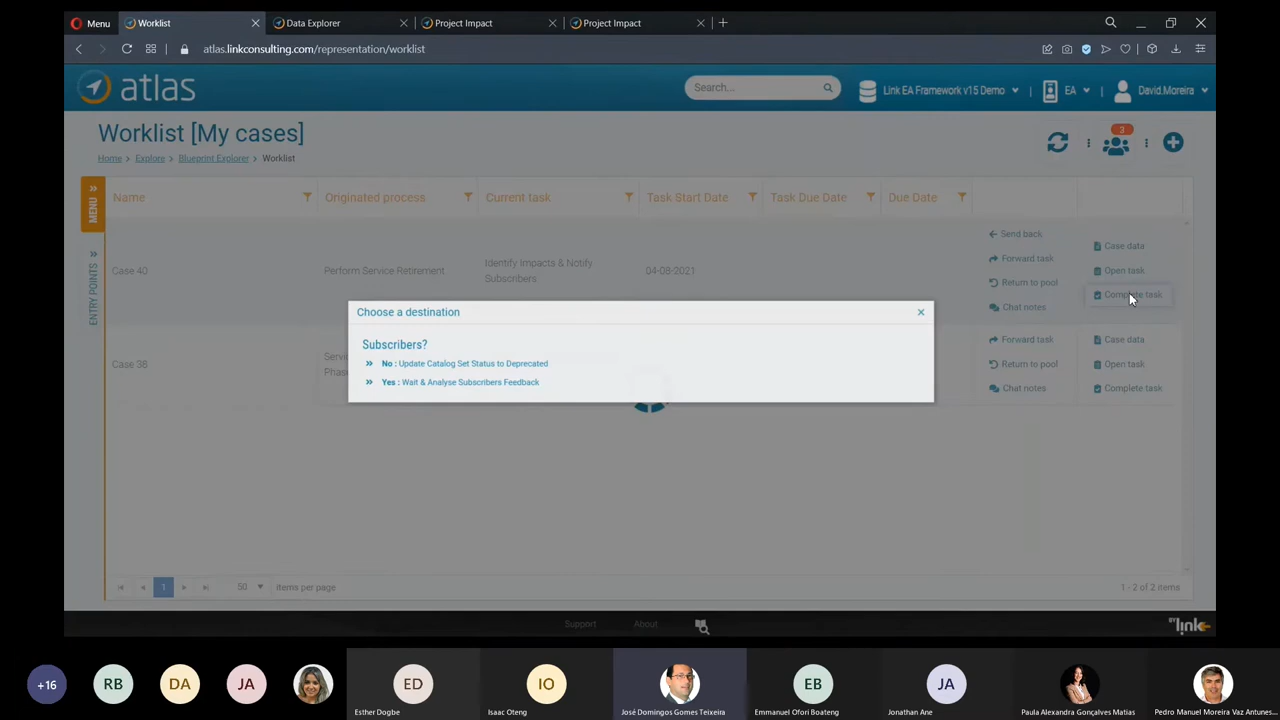 Menu
Worklist
Data Explorer
Project Impact
Project Impact
atlas.linkconsulting.com/representation/worklist
atlas
Search...
Link EA Framework v15 Demo
EA
David.Moreira
Worklist [My cases]
Home > Explore > Blueprint Explorer > Worklist
3
MENU
ENTRY POINTS
Name
Originated process
Current task
Task Start Date
Task Due Date
Due Date
Case 40
Perform Service Retirement
Identify Impacts & Notify
Subscribers
04-08-2021
Send back
Forward task
Return to pool
Chat notes
Case data
Open task
Complete task
Choose a destination
Subscribers?
No : Update Catalog Set Status to Deprecated
Yes : Wait & Analyse Subscribers Feedback
Case 38
Forward task
Return to pool
Chat notes
Case data
Open task
Complete task
1
50
items per page
1 - 2 of 2 items
Support
About
BY link
+16
RB
DA
JA
ED
Esther Dogbe
IO
Isaac Oteng
José Domingos Gomes Teixeira
EB
Emmanuel Ofori Boateng
JA
Jonathan Ane
Paula Alexandra Gonçalves Matias
Pedro Manuel Moreira Vaz Antunes...